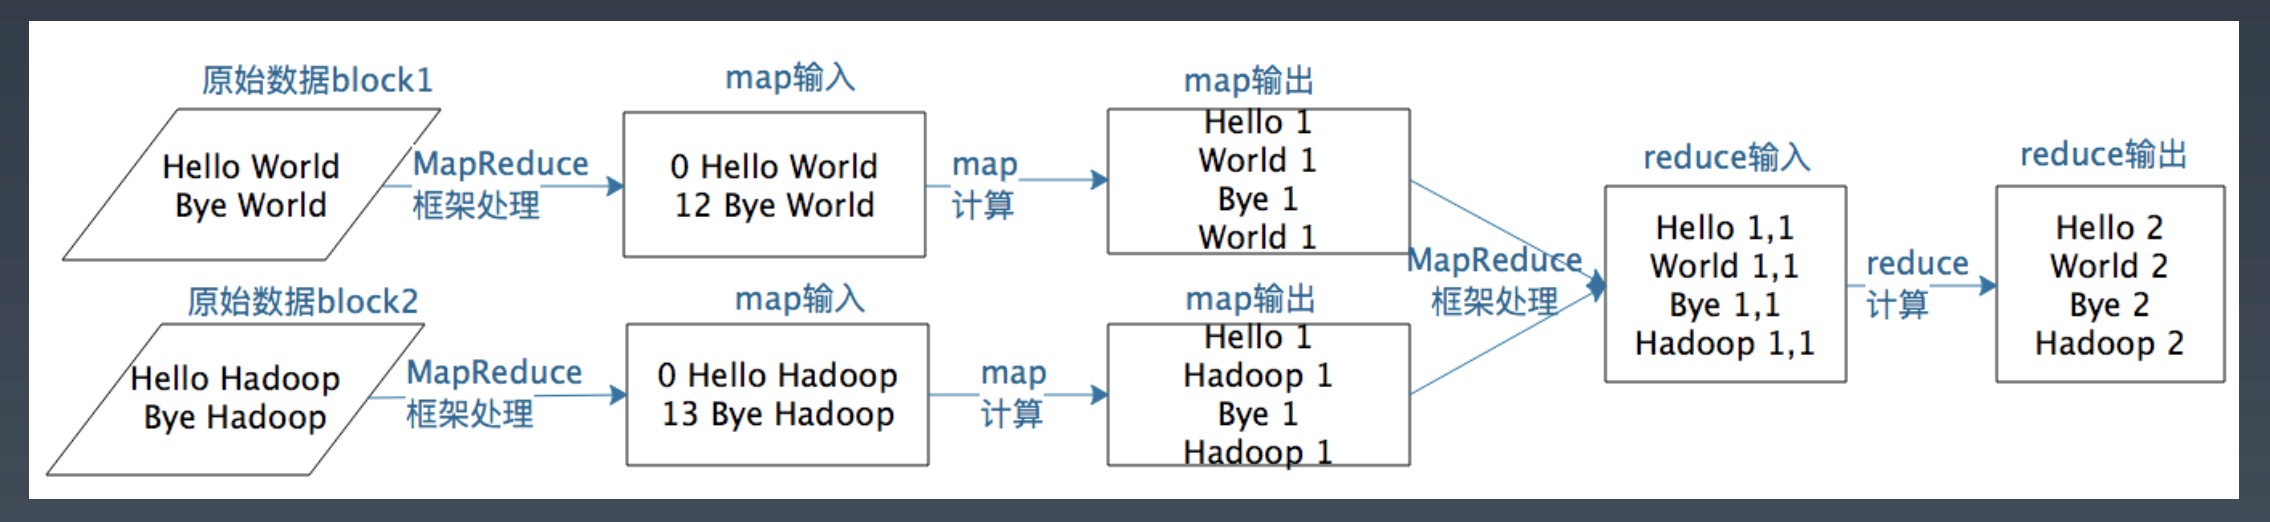 原始数据block1
Hello World
Bye World
MapReduce
框架处理
map输入
0 Hello World
12 Bye World
map
计算
map输出
Hello 1
World 1
Bye 1
World 1
原始数据block2
Hello Hadoop
Bye Hadoop
MapReduce
框架处理
map输入
0 Hello Hadoop
13 Bye Hadoop
map
计算
map输出
Hello 1
Hadoop 1
Bye 1
Hadoop 1
MapReduce
框架处理
reduce输入
Hello 1,1
World 1,1
Bye 1,1
Hadoop 1,1
reduce
计算
reduce输出
Hello 2
World 2
Bye 2
Hadoop 2